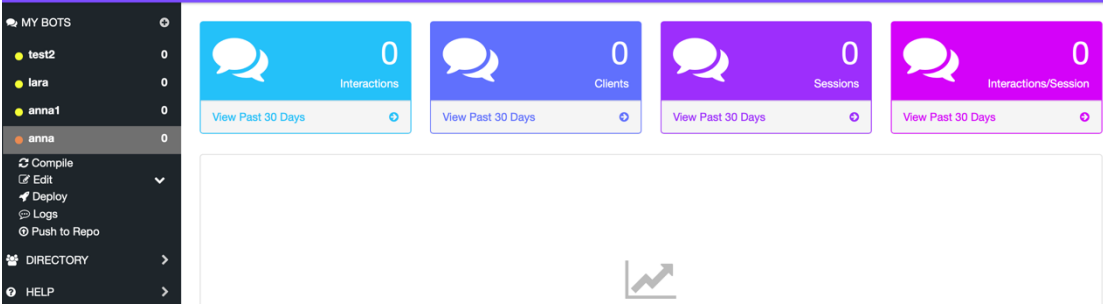 MY BOTS
test2 0
lara 0
anna1 0
anna 0
Compile
Edit
Deploy
Logs
Push to Repo
DIRECTORY
HELP
0
Interactions
View Past 30 Days
0
Clients
View Past 30 Days
0
Sessions
View Past 30 Days
0
Interactions/Session
View Past 30 Days